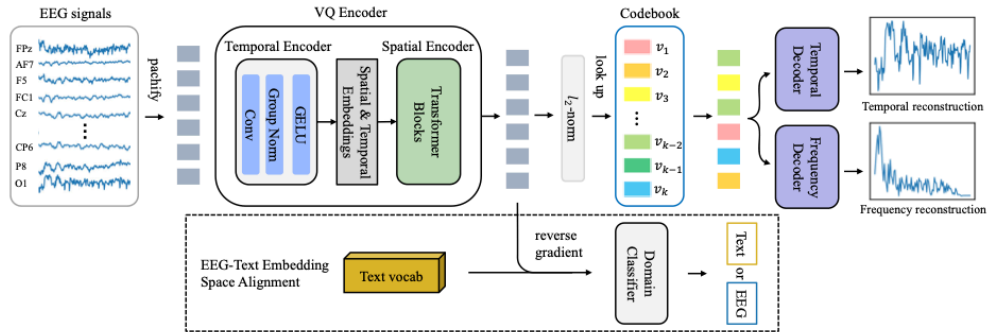 EEG signals
FPz
AF7
F5
FC1
Cz
CP6
P8
O1
pachify
VQ Encoder
Temporal Encoder
Conv
Group Norm
GELU
Spatial & Temporal
Embeddings
Spatial Encoder
Transformer
Blocks
l2-norm
look up
Codebook
v1
v2
v3
...
vk−2
vk−1
vk
Temporal
Decoder
Temporal reconstruction
Frequency
Decoder
Frequency reconstruction
EEG-Text Embedding
Space Alignment
Text vocab
reverse
gradient
Domain
Classifier
Text
or
EEG